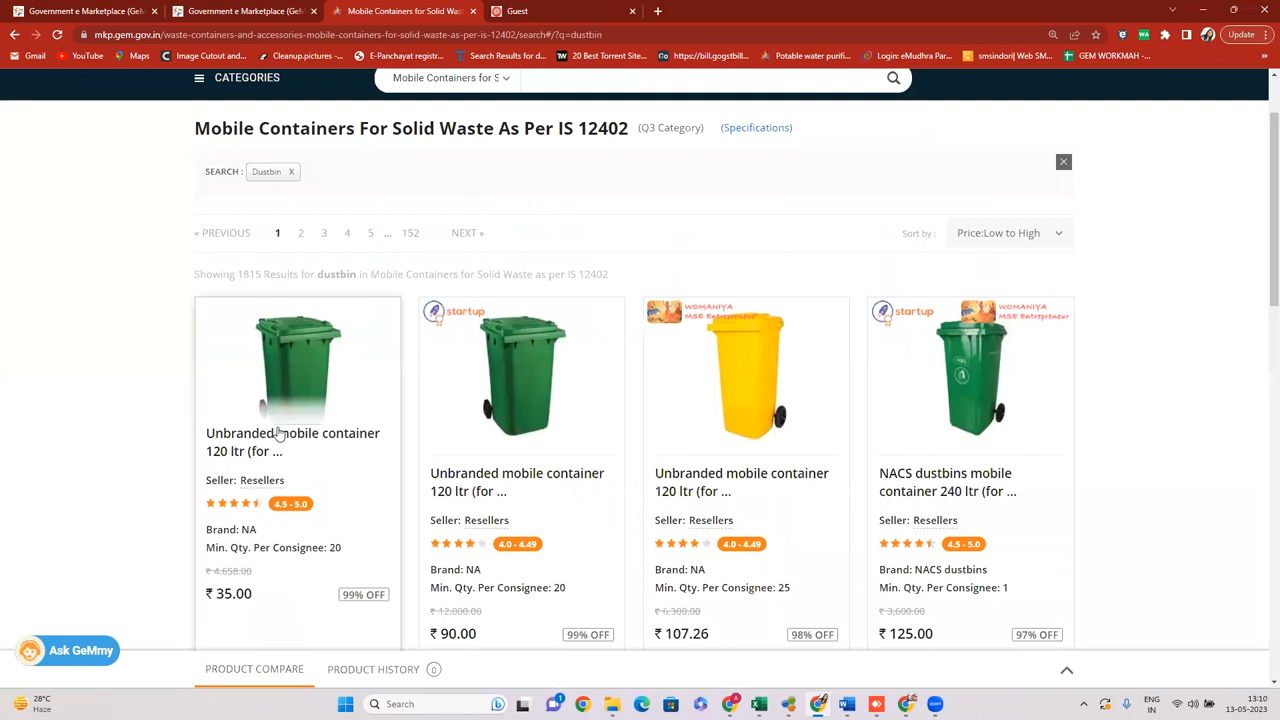 Government e Marketplace (GeM)
Government e Marketplace (GeM)
Mobile Containers for Solid Waste
Guest
mkp.gem.gov.in/waste-containers-and-accessories-mobile-containers-for-solid-waste-as-per-is-12402/search#/?q=dustbin
Update
Gmail
YouTube
Maps
Image Cutout and...
Cleanup.pictures -...
E-Panchayat regist...
Search Results for d...
20 Best Torrent Site...
https://bill.gogstbill...
Potable water purifi...
Login: eMudhra Par...
smsindori| Web SM...
GEM WORKMAH -...
CATEGORIES
Mobile Containers for S
Mobile Containers For Solid Waste As Per IS 12402 (Q3 Category) (Specifications)
SEARCH : Dustbin X
« PREVIOUS 1 2 3 4 5 ... 152 NEXT »
Sort by : Price:Low to High
Showing 1815 Results for dustbin in Mobile Containers for Solid Waste as per IS 12402
Unbranded mobile container
120 ltr (for ...
Seller: Resellers
4.5 - 5.0
Brand: NA
Min. Qty. Per Consignee: 20
₹ 4,658.00
₹ 35.00
99% OFF
startup
Unbranded mobile container
120 ltr (for ...
Seller: Resellers
4.0 - 4.49
Brand: NA
Min. Qty. Per Consignee: 20
₹ 12,000.00
₹ 90.00
99% OFF
WOMANIYA
MSE Entrepreneur
Unbranded mobile container
120 ltr (for ...
Seller: Resellers
4.0 - 4.49
Brand: NA
Min. Qty. Per Consignee: 25
₹ 6,300.00
₹ 107.26
98% OFF
startup
WOMANIYA
MSE Entrepreneur
NACS dustbins mobile
container 240 ltr (for ...
Seller: Resellers
4.5 - 5.0
Brand: NACS dustbins
Min. Qty. Per Consignee: 1
₹ 3,600.00
₹ 125.00
97% OFF
Ask GeMmy
PRODUCT COMPARE
PRODUCT HISTORY 0
28°C
Haze
Search
ENG
IN
13:10
13-05-2023